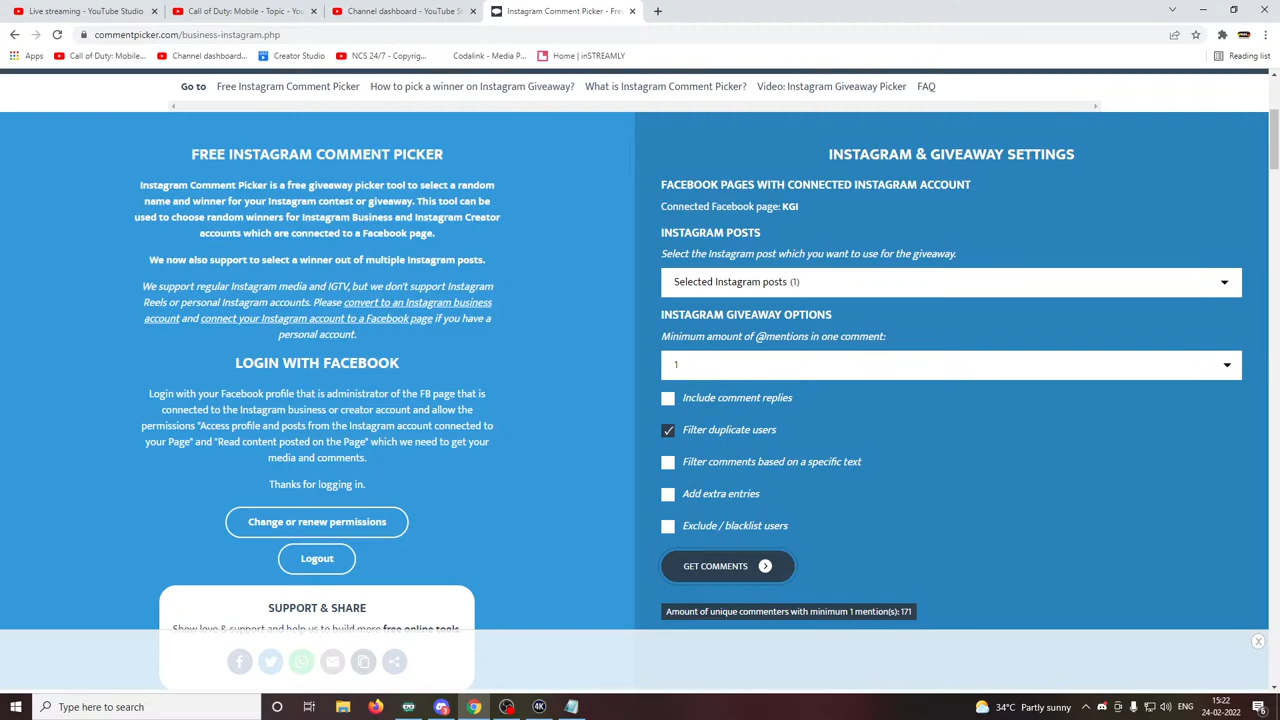 Live streaming - YouTube Studio
Call of Duty: Mobile - Topic - You
Channel dashboard - YouTube St
Instagram Comment Picker - Fre
commentpicker.com/business-instagram.php
Apps
Call of Duty: Mobile...
Channel dashboard...
Creator Studio
NCS 24/7 - Copyrig...
Codalink - Media P...
Home | inSTREAMLY
Reading list
Go to
Free Instagram Comment Picker
How to pick a winner on Instagram Giveaway?
What is Instagram Comment Picker?
Video: Instagram Giveaway Picker
FAQ
FREE INSTAGRAM COMMENT PICKER
Instagram Comment Picker is a free giveaway picker tool to select a random
name and winner for your Instagram contest or giveaway. This tool can be
used to choose random winners for Instagram Business and Instagram Creator
accounts which are connected to a Facebook page.
We now also support to select a winner out of multiple Instagram posts.
We support regular Instagram media and IGTV, but we don't support Instagram
Reels or personal Instagram accounts. Please convert to an Instagram business
account and connect your Instagram account to a Facebook page if you have a
personal account.
LOGIN WITH FACEBOOK
Login with your Facebook profile that is administrator of the FB page that is
connected to the Instagram business or creator account and allow the
permissions "Access profile and posts from the Instagram account connected to
your Page" and "Read content posted on the Page" which we need to get your
media and comments.
Thanks for logging in.
Change or renew permissions
Logout
SUPPORT & SHARE
Show love & support and help us to build more free online tools
INSTAGRAM & GIVEAWAY SETTINGS
FACEBOOK PAGES WITH CONNECTED INSTAGRAM ACCOUNT
Connected Facebook page: KGI
INSTAGRAM POSTS
Select the Instagram post which you want to use for the giveaway.
Selected Instagram posts (1)
INSTAGRAM GIVEAWAY OPTIONS
Minimum amount of @mentions in one comment:
1
Include comment replies
Filter duplicate users
Filter comments based on a specific text
Add extra entries
Exclude / blacklist users
GET COMMENTS
Amount of unique commenters with minimum 1 mention(s): 171
X
Type here to search
4K
34°C Partly sunny
ENG
15:22
24-02-2022